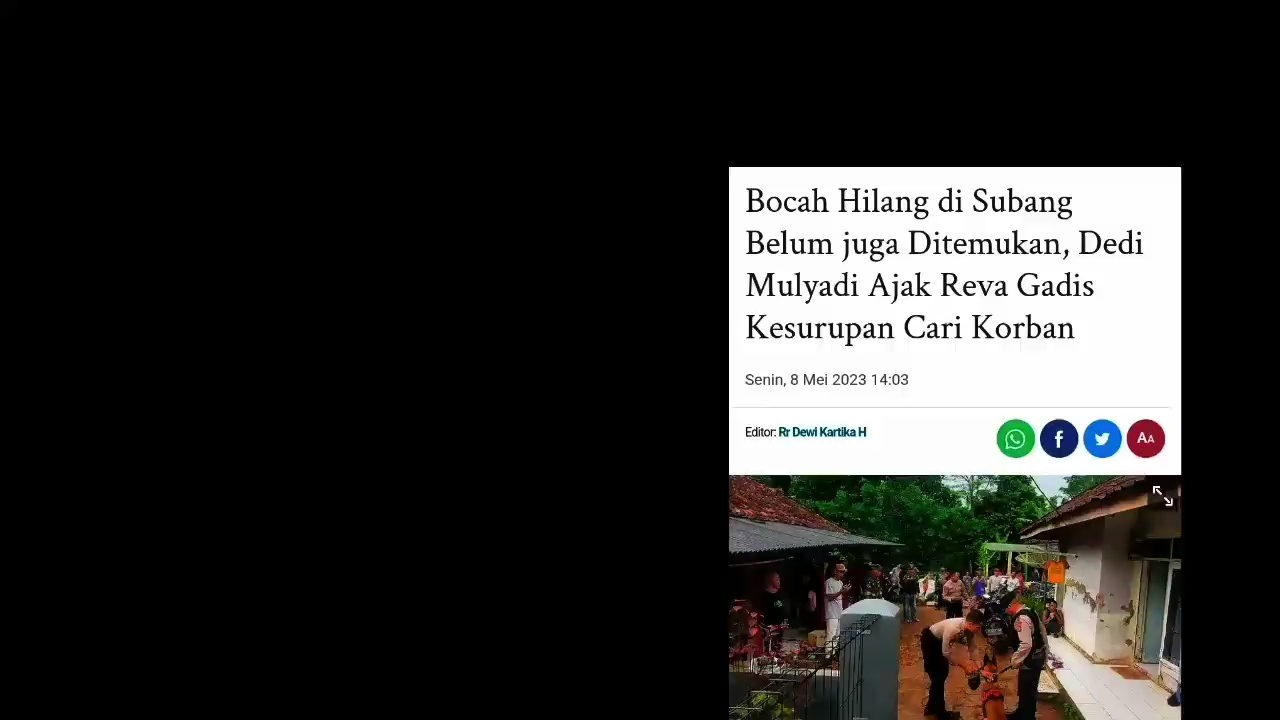 Bocah Hilang di Subang
Belum juga Ditemukan, Dedi
Mulyadi Ajak Reva Gadis
Kesurupan Cari Korban
Senin, 8 Mei 2023 14:03
Editor: Rr Dewi Kartika H
AA